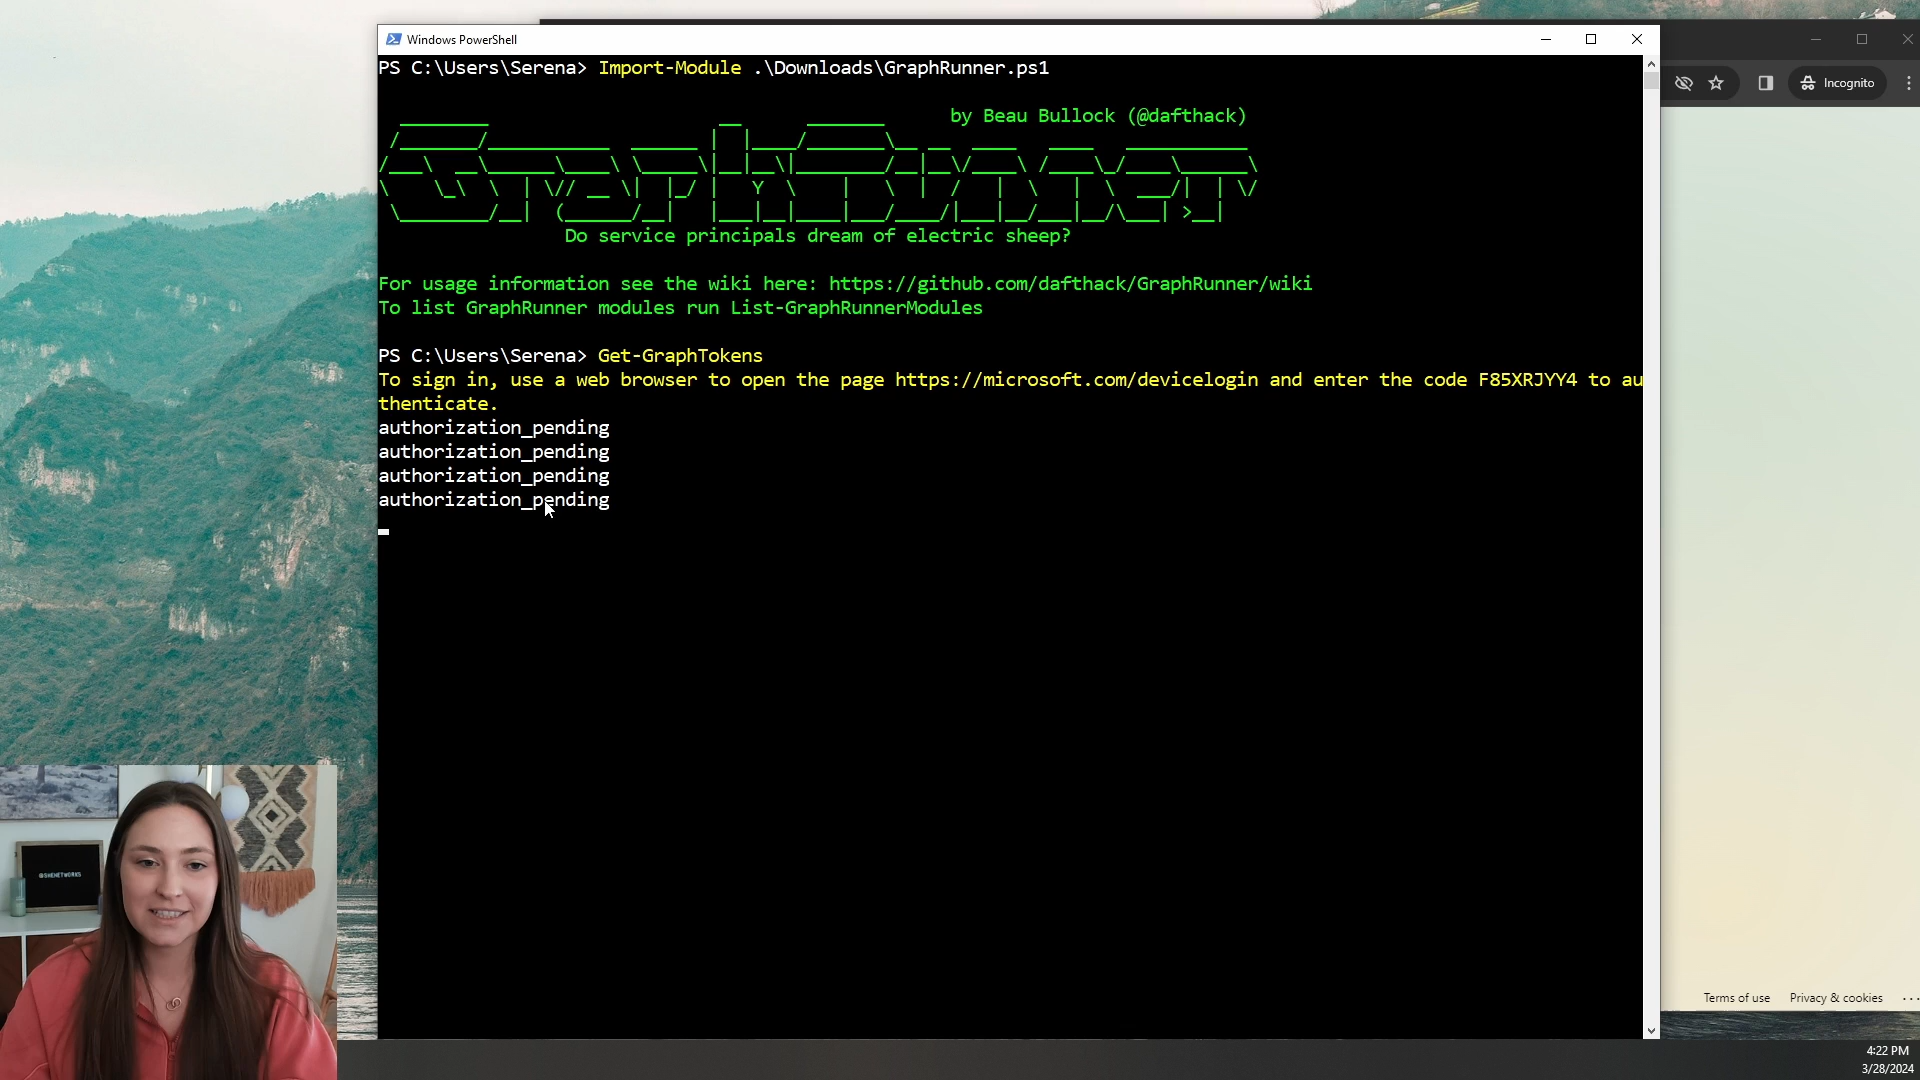 Windows PowerShell
PS C:\Users\Serena> Import-Module .\Downloads\GraphRunner.ps1
Incognito
by Beau Bullock (@dafthack)
GraphRunner
Do service principals dream of electric sheep?
For usage information see the wiki here: https://github.com/dafthack/GraphRunner/wiki
To list GraphRunner modules run List-GraphRunnerModules
PS C:\Users\Serena> Get-GraphTokens
To sign in, use a web browser to open the page https://microsoft.com/devicelogin and enter the code F85XRJYY4 to au
thenticate.
authorization_pending
authorization_pending
authorization_pending
authorization_pending
@SHENETWORKS
Terms of use Privacy & cookies ...
4:22 PM
3/28/2024